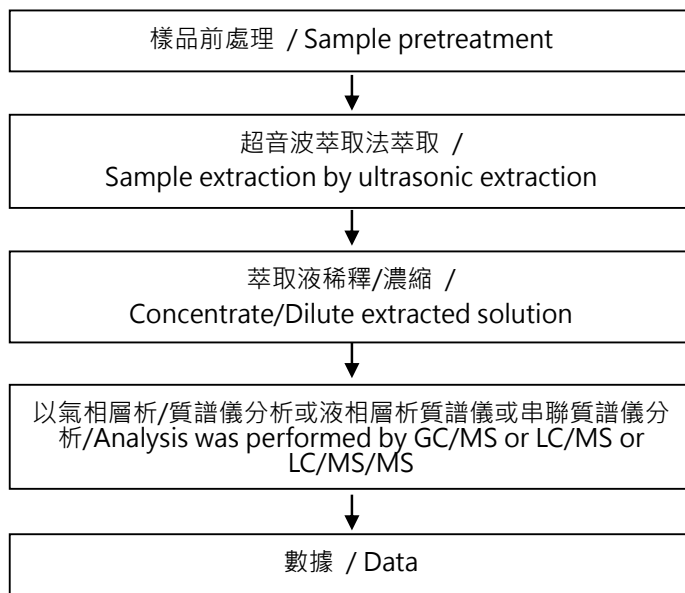 樣品前處理 / Sample pretreatment
超音波萃取法萃取 /
Sample extraction by ultrasonic extraction
萃取液稀釋/濃縮 /
Concentrate/Dilute extracted solution
以氣相層析/質譜儀分析或液相層析質譜儀或串聯質譜儀分
析/Analysis was performed by GC/MS or LC/MS or
LC/MS/MS
數據 / Data